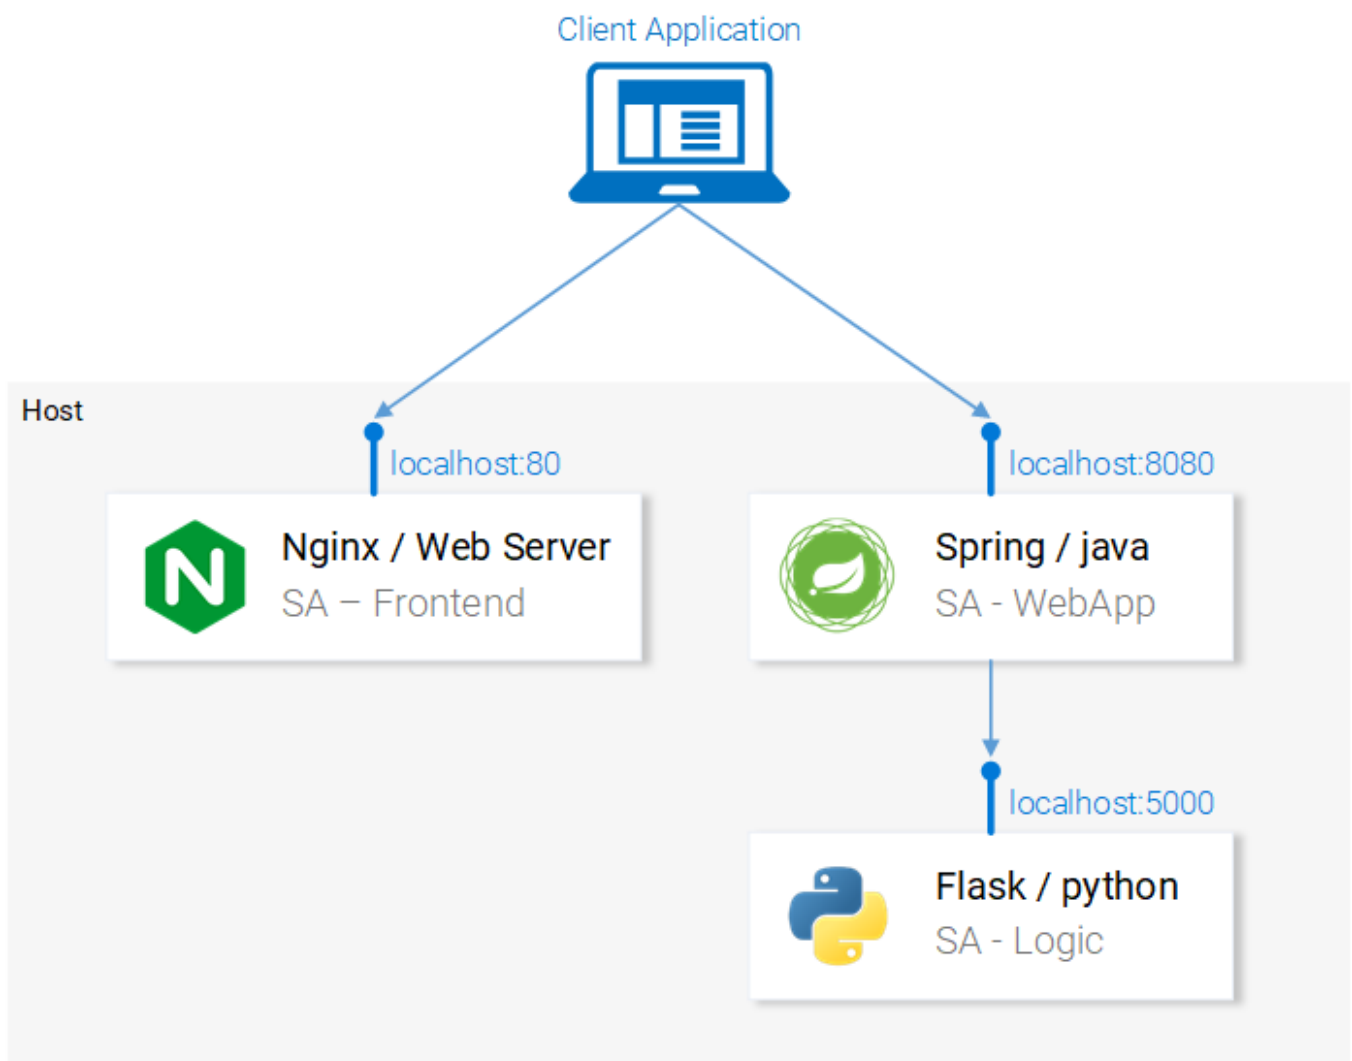 Client Application
Host
localhost:80
localhost:8080
Nginx / Web Server
SA – Frontend
Spring / java
SA - WebApp
localhost:5000
Flask / python
SA - Logic